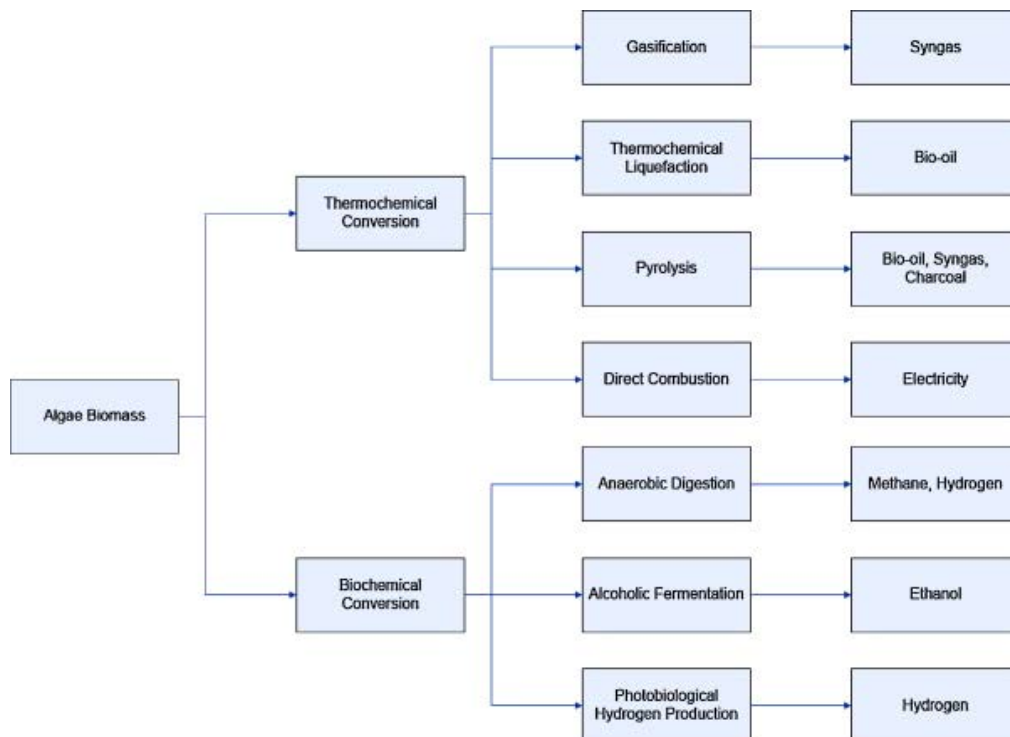 Gasification
Syngas
Thermochemical
Liquefaction
Bio-oil
Thermochemical
Conversion
Pyrolysis
Bio-oil, Syngas,
Charcoal
Direct Combustion
Electricity
Algae Biomass
Anaerobic Digestion
Methane, Hydrogen
Biochemical
Conversion
Alcoholic Fermentation
Ethanol
Photobiological
Hydrogen Production
Hydrogen